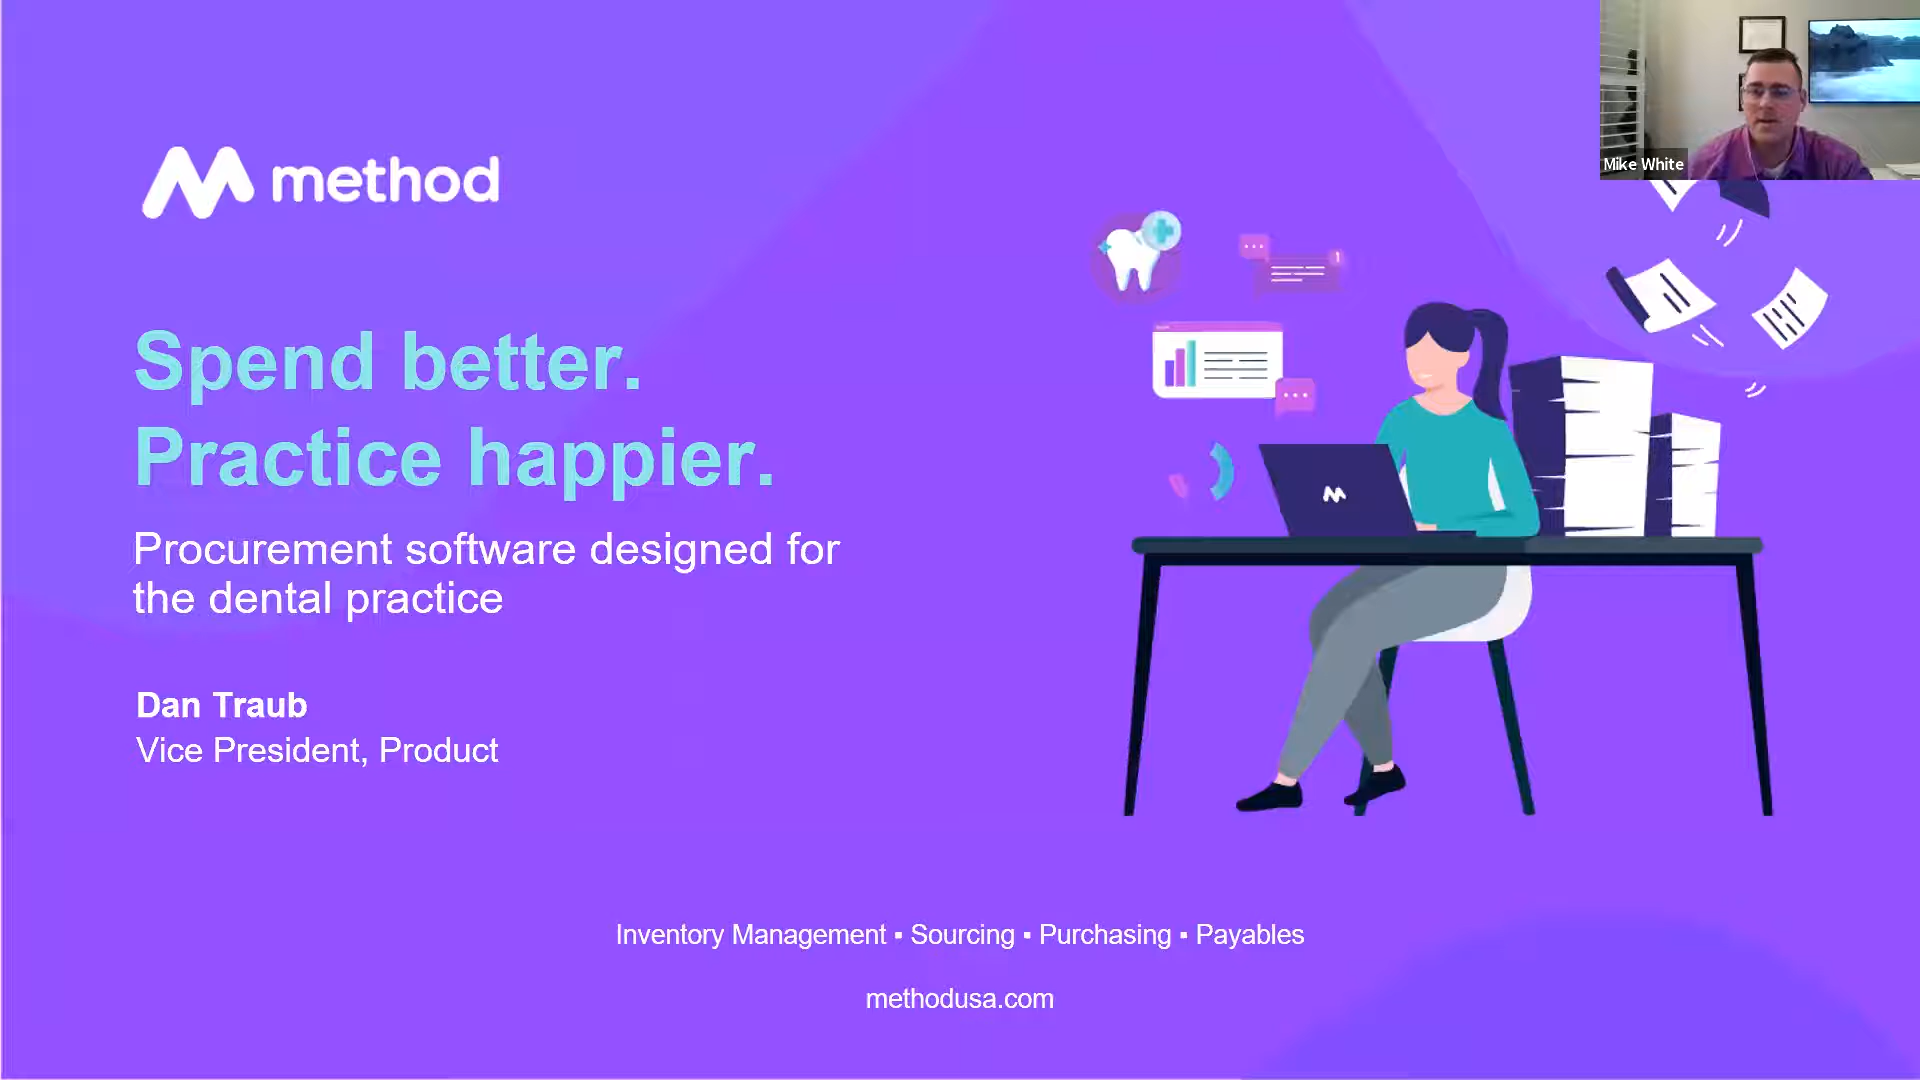 Mike White
method
Spend better.
Practice happier.
Procurement software designed for
the dental practice
Dan Traub
Vice President, Product
Inventory Management ▪ Sourcing ▪ Purchasing ▪ Payables
methodusa.com